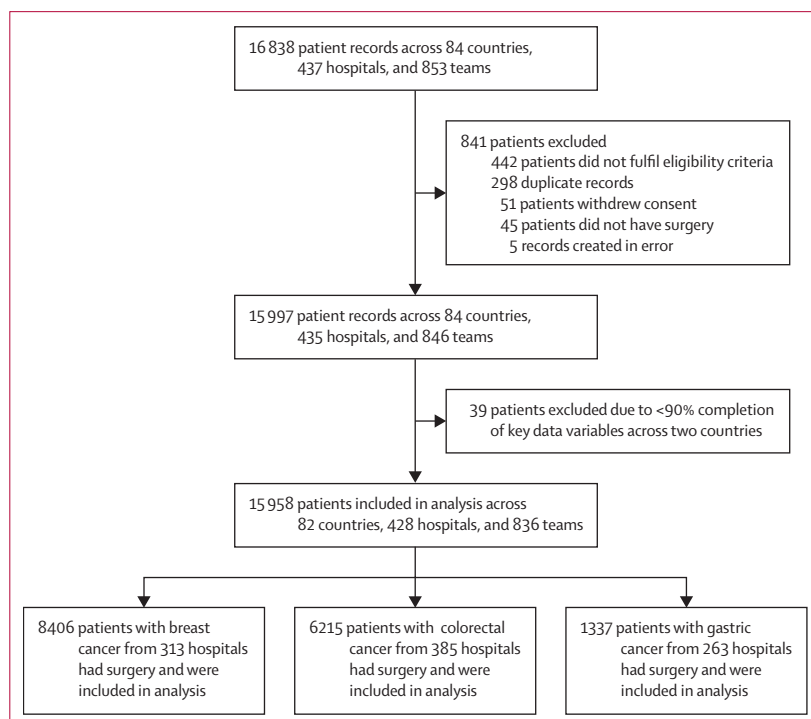 16 838 patient records across 84 countries,
437 hospitals, and 853 teams
841 patients excluded
442 patients did not fulfil eligibility criteria
298 duplicate records
51 patients withdrew consent
45 patients did not have surgery
5 records created in error
15 997 patient records across 84 countries,
435 hospitals, and 846 teams
39 patients excluded due to <90% completion
of key data variables across two countries
15 958 patients included in analysis across
82 countries, 428 hospitals, and 836 teams
8406 patients with breast
cancer from 313 hospitals
had surgery and were
included in analysis
6215 patients with colorectal
cancer from 385 hospitals
had surgery and were
included in analysis
1337 patients with gastric
cancer from 263 hospitals
had surgery and were
included in analysis